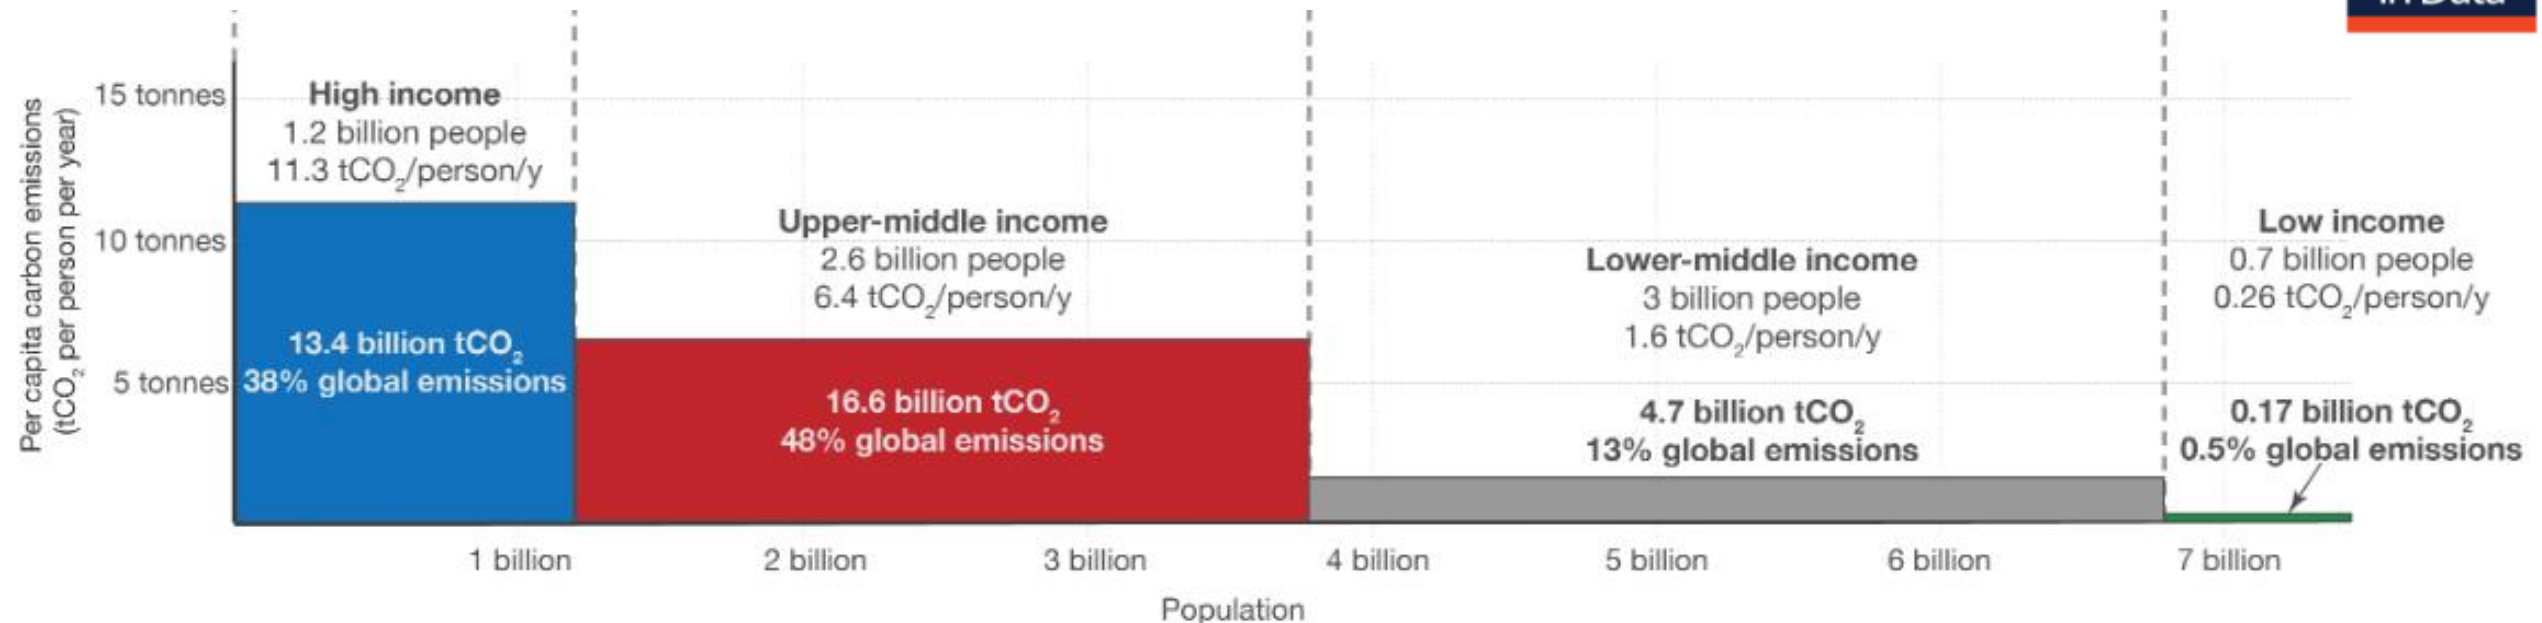 in Data
15 tonnes
10 tonnes
5 tonnes
Per capita carbon emissions
(tCO₂ per person per year)
High income
1.2 billion people
11.3 tCO₂/person/y
13.4 billion tCO₂
38% global emissions
Upper-middle income
2.6 billion people
6.4 tCO₂/person/y
16.6 billion tCO₂
48% global emissions
Lower-middle income
3 billion people
1.6 tCO₂/person/y
4.7 billion tCO₂
13% global emissions
Low income
0.7 billion people
0.26 tCO₂/person/y
0.17 billion tCO₂
0.5% global emissions
1 billion
2 billion
3 billion
4 billion
5 billion
6 billion
7 billion
Population